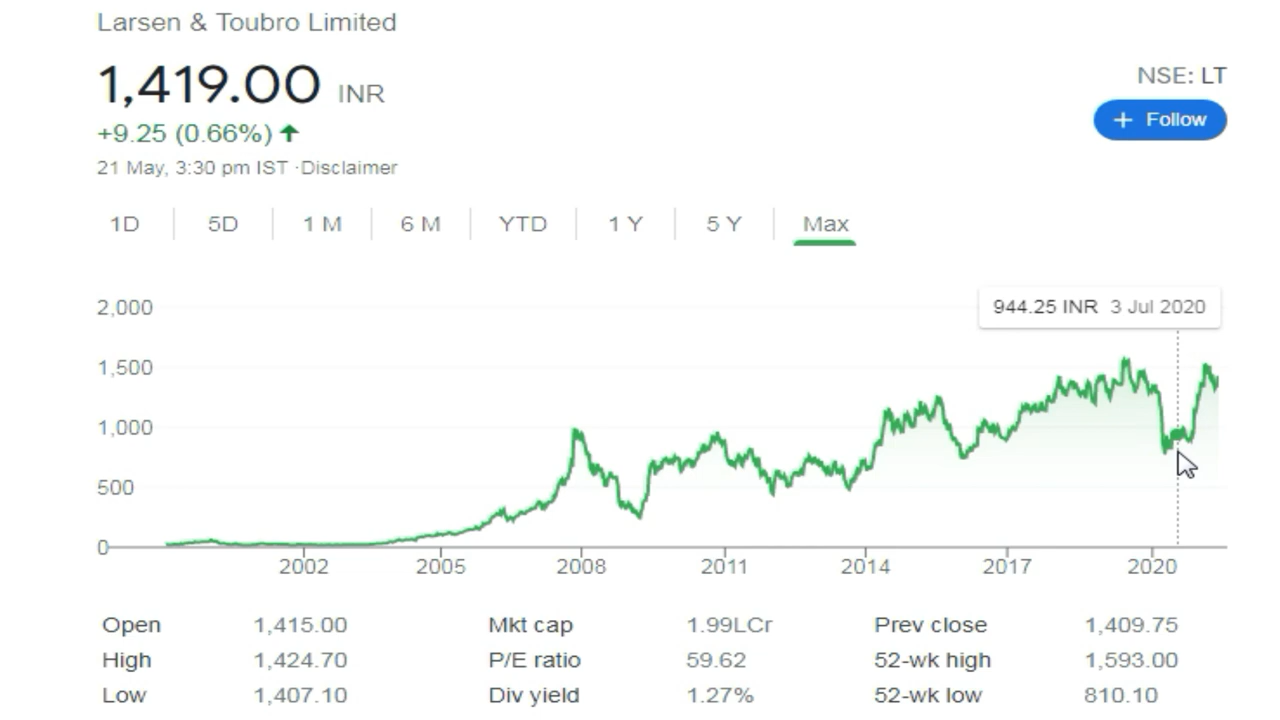 Larsen & Toubro Limited
1,419.00 INR
NSE: LT
+9.25 (0.66%)
+ Follow
21 May, 3:30 pm IST ·Disclaimer
1D 5D 1 M 6 M YTD 1 Y 5 Y Max
944.25 INR 3 Jul 2020
2,000
1,500
1,000
500
0
2002 2005 2008 2011 2014 2017 2020
Open 1,415.00 Mkt cap 1.99LCr Prev close 1,409.75
High 1,424.70 P/E ratio 59.62 52-wk high 1,593.00
Low 1,407.10 Div yield 1.27% 52-wk low 810.10